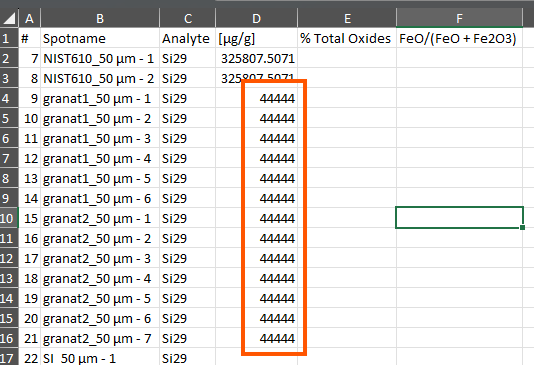 A B C D E F
1 # Spotname Analyte [µg/g] % Total Oxides FeO/(FeO + Fe2O3)
2 7 NIST610_50 µm - 1 Si29 325807.5071
3 8 NIST610_50 µm - 2 Si29 325807.5071
4 9 granat1_50 µm - 1 Si29 44444
5 10 granat1_50 µm - 2 Si29 44444
6 11 granat1_50 µm - 3 Si29 44444
7 12 granat1_50 µm - 4 Si29 44444
8 13 granat1_50 µm - 5 Si29 44444
9 14 granat1_50 µm - 6 Si29 44444
10 15 granat2_50 µm - 1 Si29 44444
11 16 granat2_50 µm - 2 Si29 44444
12 17 granat2_50 µm - 3 Si29 44444
13 18 granat2_50 µm - 4 Si29 44444
14 19 granat2_50 µm - 5 Si29 44444
15 20 granat2_50 µm - 6 Si29 44444
16 21 granat2_50 µm - 7 Si29 44444
17 22 SI_50 µm - 1 Si29